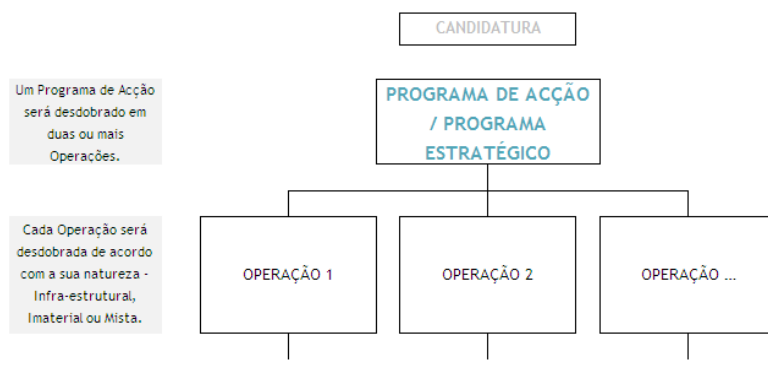 CANDIDATURA
Um Programa de Acção
será desdobrado em
duas ou mais
Operações.
PROGRAMA DE ACÇÃO
/ PROGRAMA
ESTRATÉGICO
Cada Operação será
desdobrada de acordo
com a sua natureza -
Infra-estrutural,
Imaterial ou Mista.
OPERAÇÃO 1
OPERAÇÃO 2
OPERAÇÃO ...